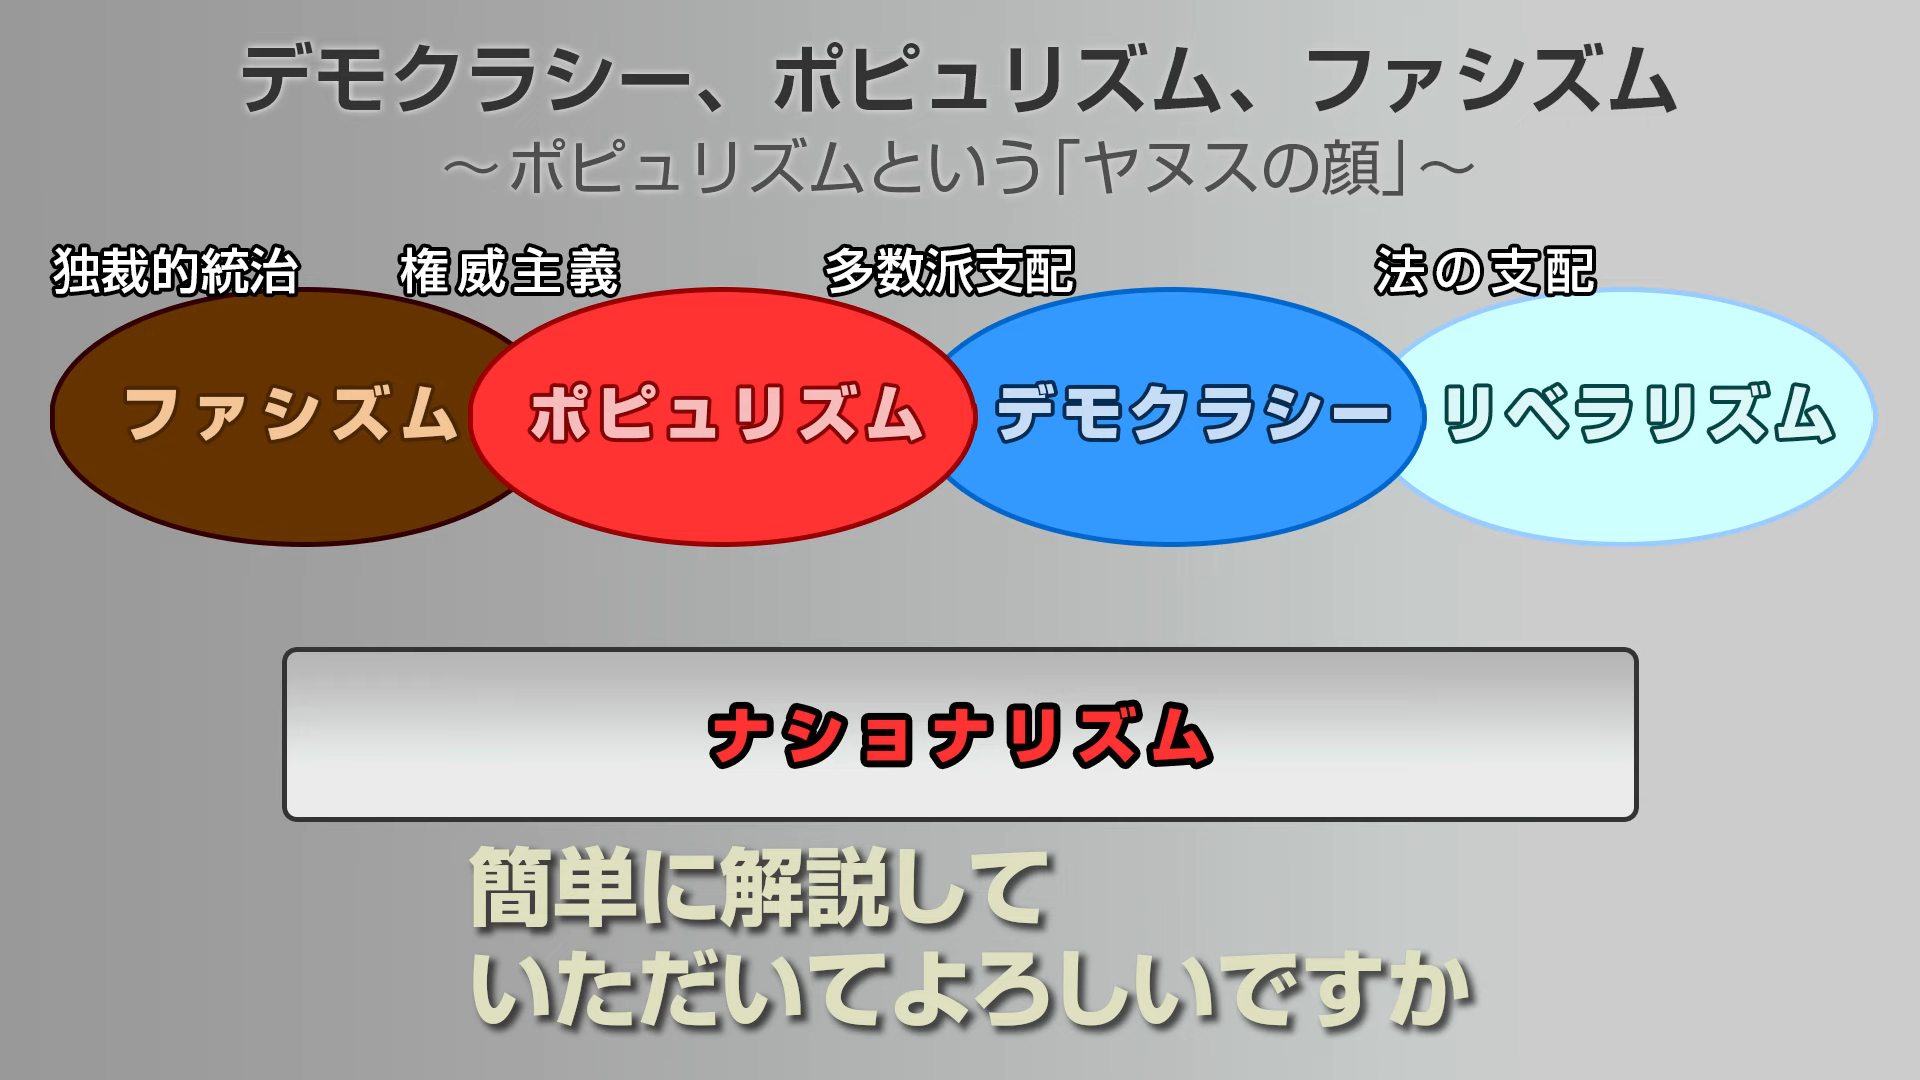 デモクラシー、ポピュリズム、ファシズム
～ポピュリズムという「ヤヌスの顔」～
独裁的統治 権威主義 多数派支配 法の支配
ファシズム ポピュリズム デモクラシー リベラリズム
ナショナリズム
簡単に解説して
いただいてよろしいですか